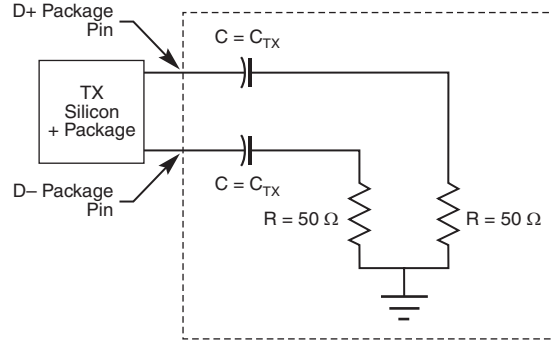 D+ Package
Pin
C = C_TX
TX
Silicon
+ Package
D– Package
Pin
C = C_TX
R = 50 Ω
R = 50 Ω